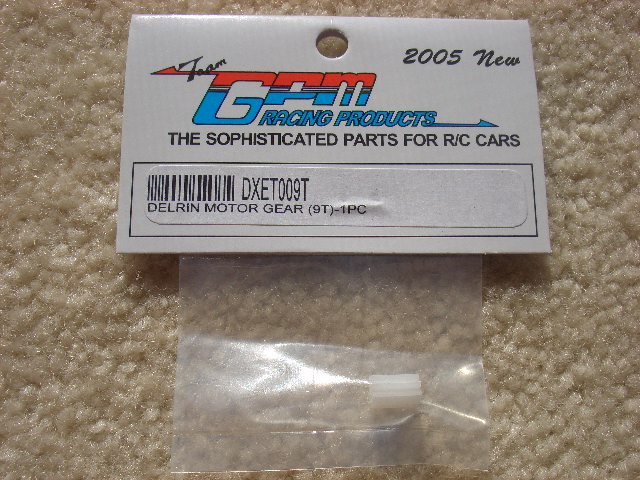 2005 New
Team
GPM
RACING PRODUCTS
THE SOPHISTICATED PARTS FOR R/C CARS
DXET009T
DELRIN MOTOR GEAR (9T)-1PC